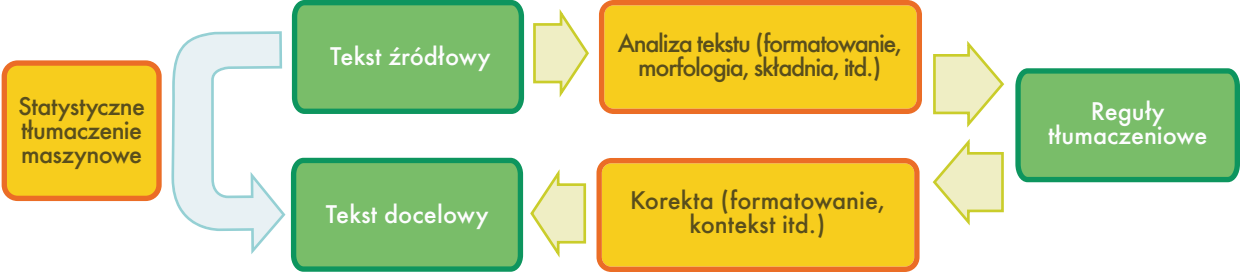 Statystyczne
tłumaczenie
maszynowe
Tekst źródłowy
Analiza tekstu (formatowanie,
morfologia, składnia, itd.)
Reguły
tłumaczeniowe
Korekta (formatowanie,
kontekst itd.)
Tekst docelowy